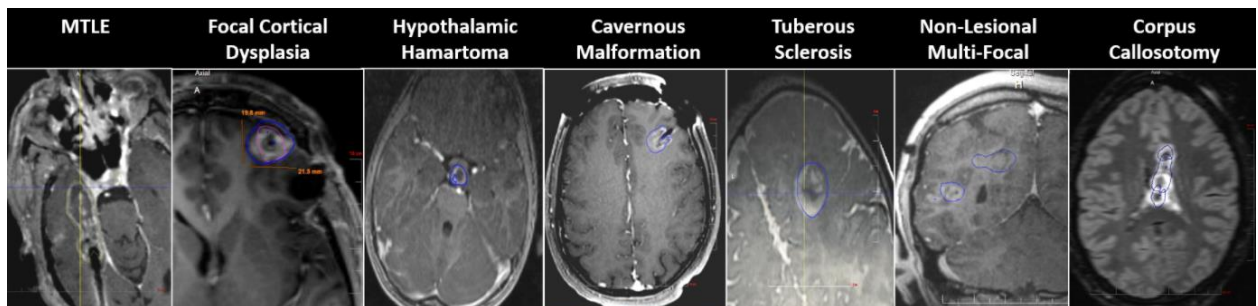 MTLE
Focal Cortical
Dysplasia
Hypothalamic
Hamartoma
Cavernous
Malformation
Tuberous
Sclerosis
Non-Lesional
Multi-Focal
Corpus
Callosotomy
Axial
A
19.6 mm
21.5 mm
H
Axial
A